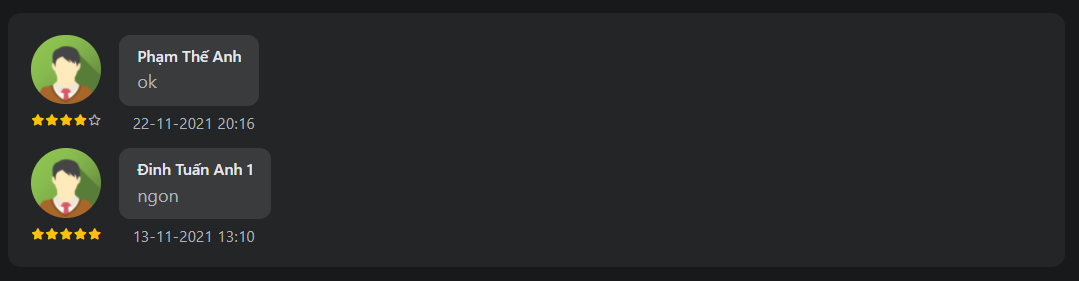 Phạm Thế Anh
ok
22-11-2021 20:16
Đinh Tuấn Anh 1
ngon
13-11-2021 13:10